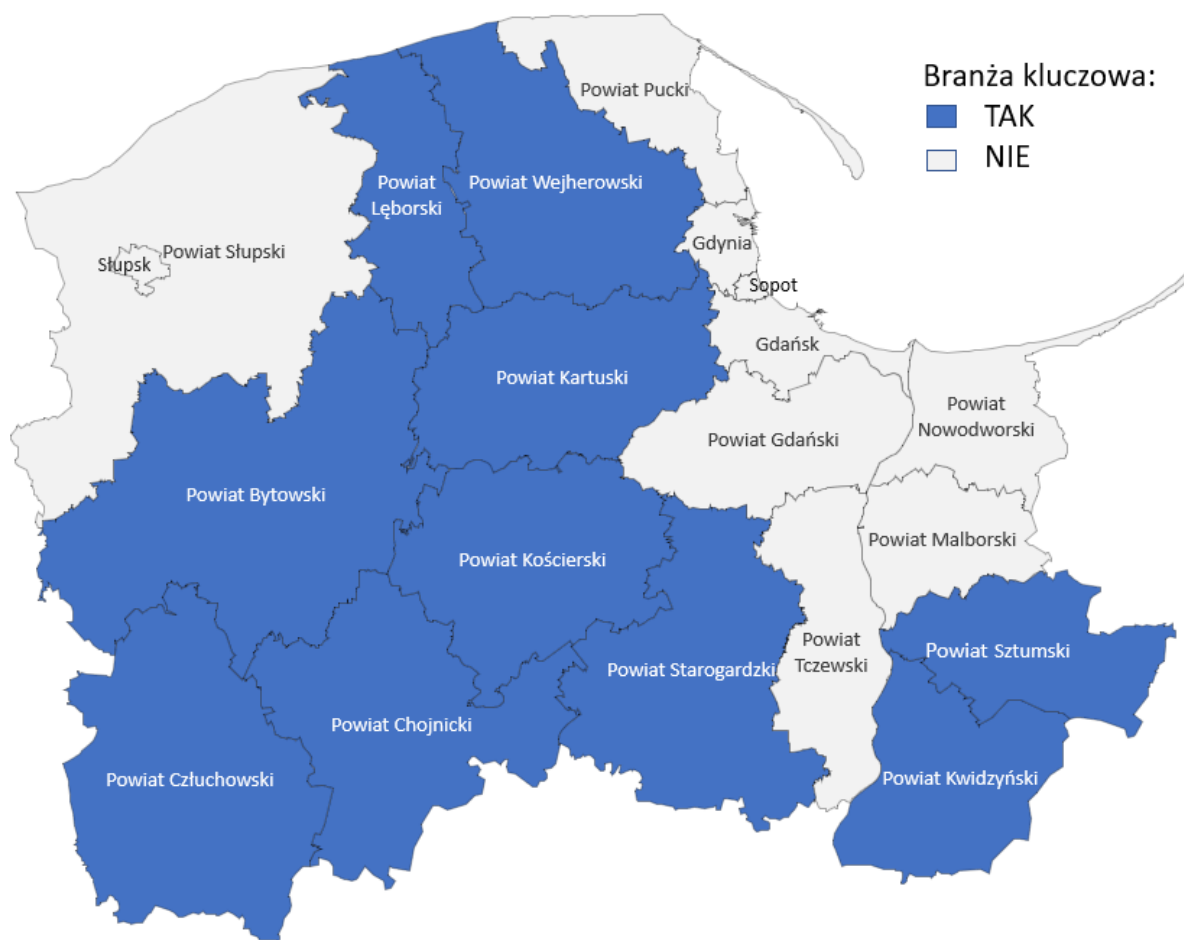 Branża kluczowa:
TAK
NIE
Powiat Pucki
Powiat
Lęborski
Powiat Wejherowski
Gdynia
Słupsk
Powiat Słupski
Sopot
Gdańsk
Powiat Kartuski
Powiat
Nowodworski
Powiat Gdański
Powiat Bytowski
Powiat Malborski
Powiat Kościerski
Powiat
Tczewski
Powiat Sztumski
Powiat Starogardzki
Powiat Chojnicki
Powiat Człuchowski
Powiat Kwidzyński